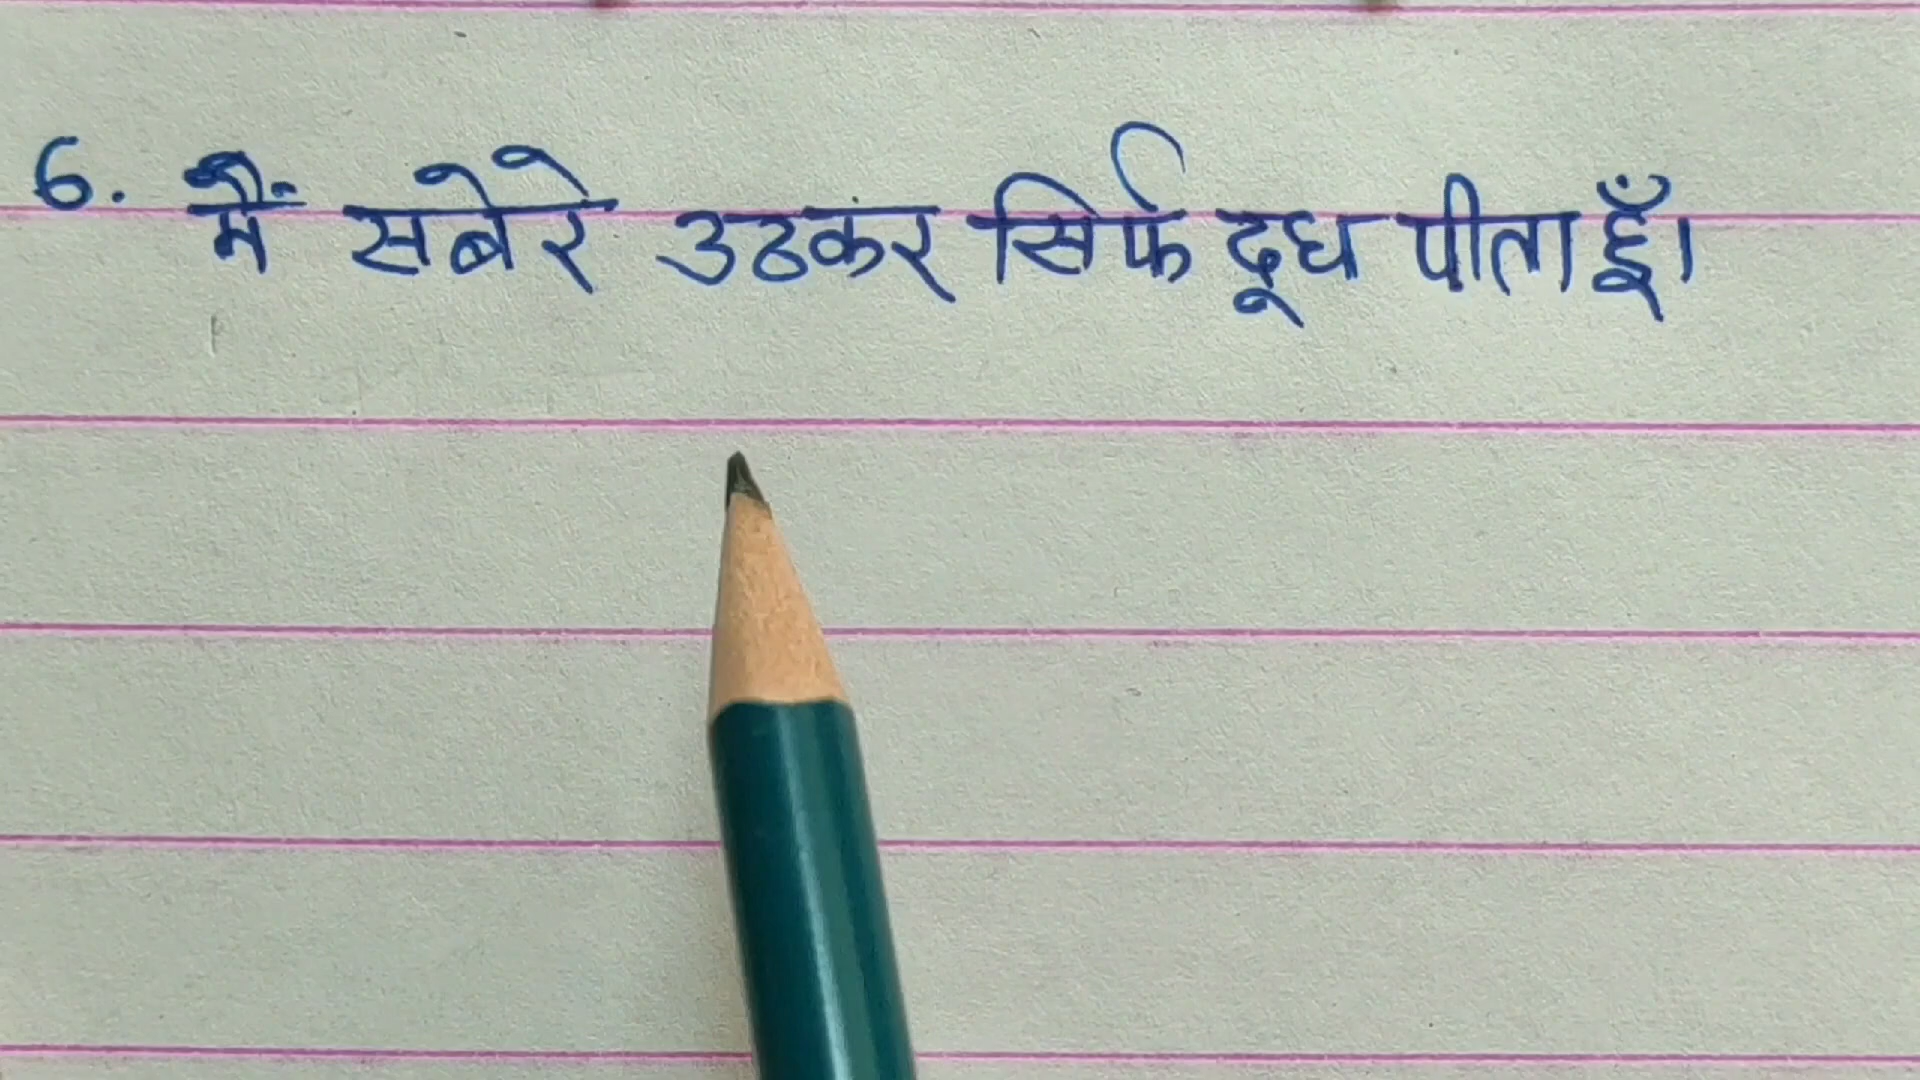 6. मैं सबेरे उठकर सिर्फ दूध पीता हूँ।